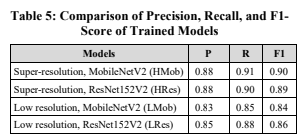 Table 5: Comparison of Precision, Recall, and F1-
Score of Trained Models
Models P R F1
Super-resolution, MobileNetV2 (HMob) 0.88 0.91 0.90
Super-resolution, ResNet152V2 (HRes) 0.88 0.90 0.89
Low resolution, MobileNetV2 (LMob) 0.83 0.85 0.84
Low resolution, ResNet152V2 (LRes) 0.85 0.88 0.86